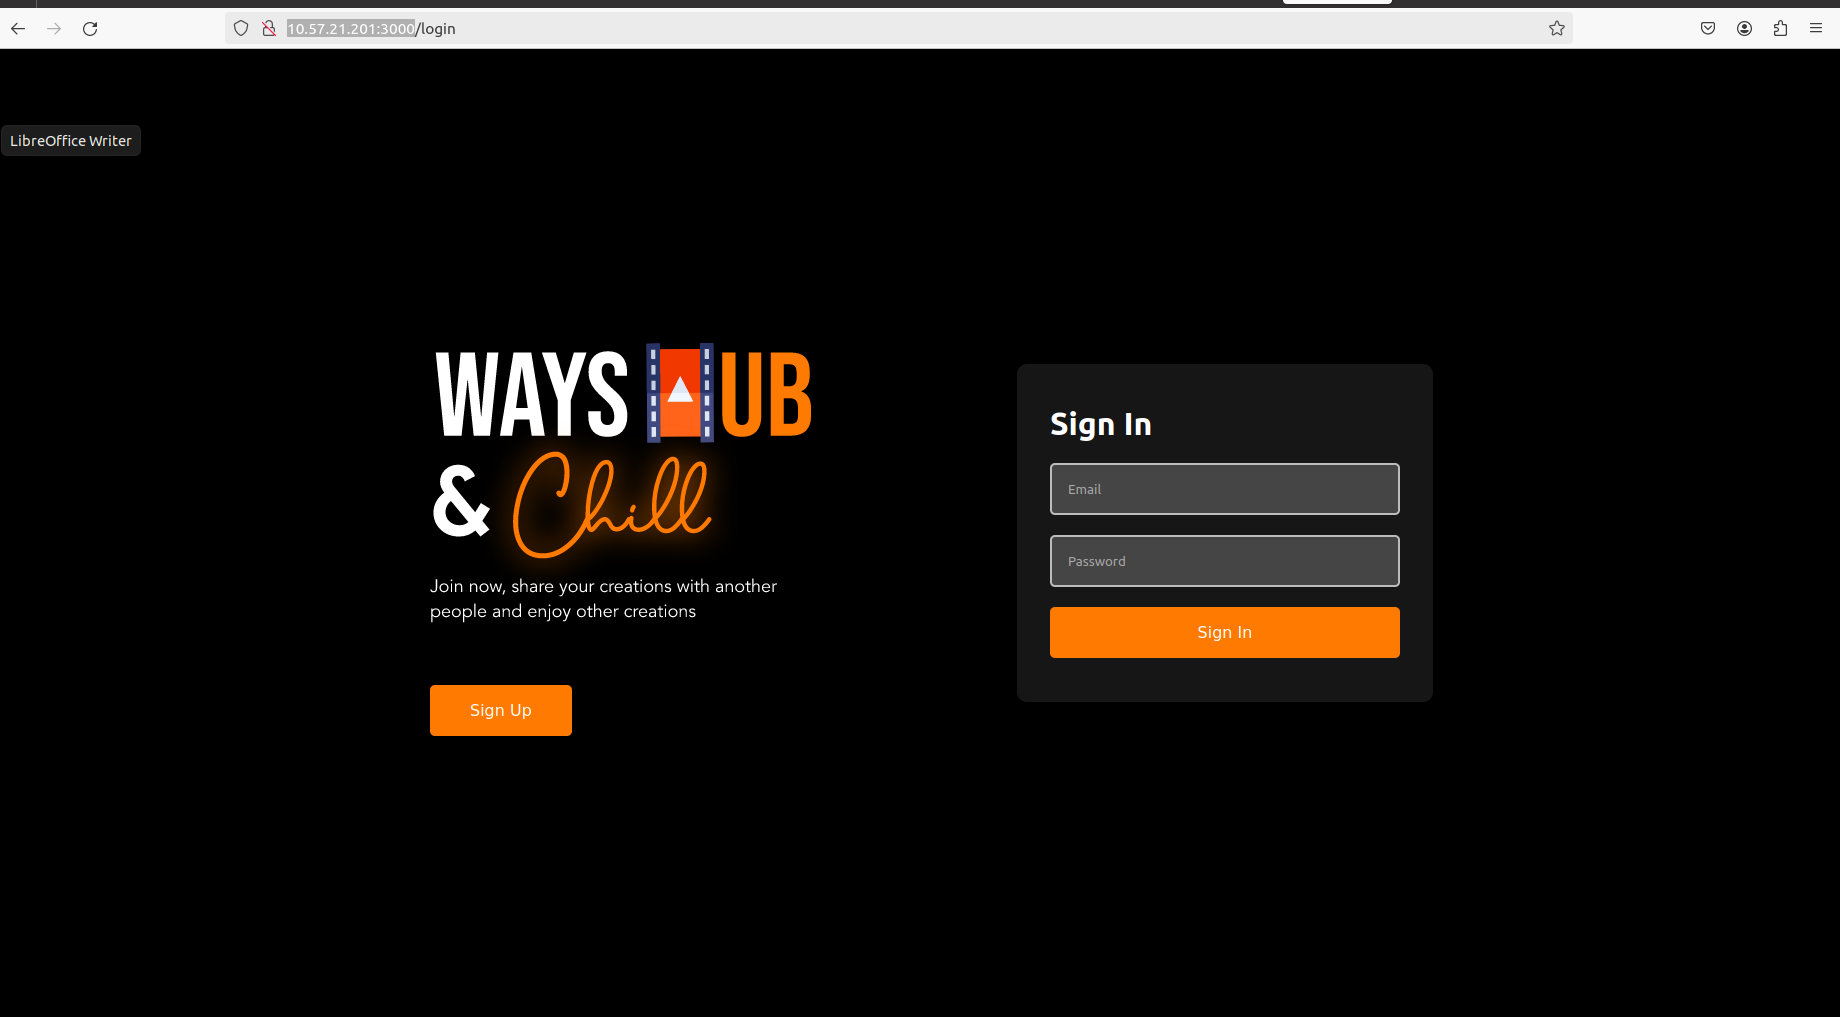 10.57.21.201:3000/login
LibreOffice Writer
WAYS HUB
& Chill
Join now, share your creations with another
people and enjoy other creations
Sign Up
Sign In
Email
Password
Sign In